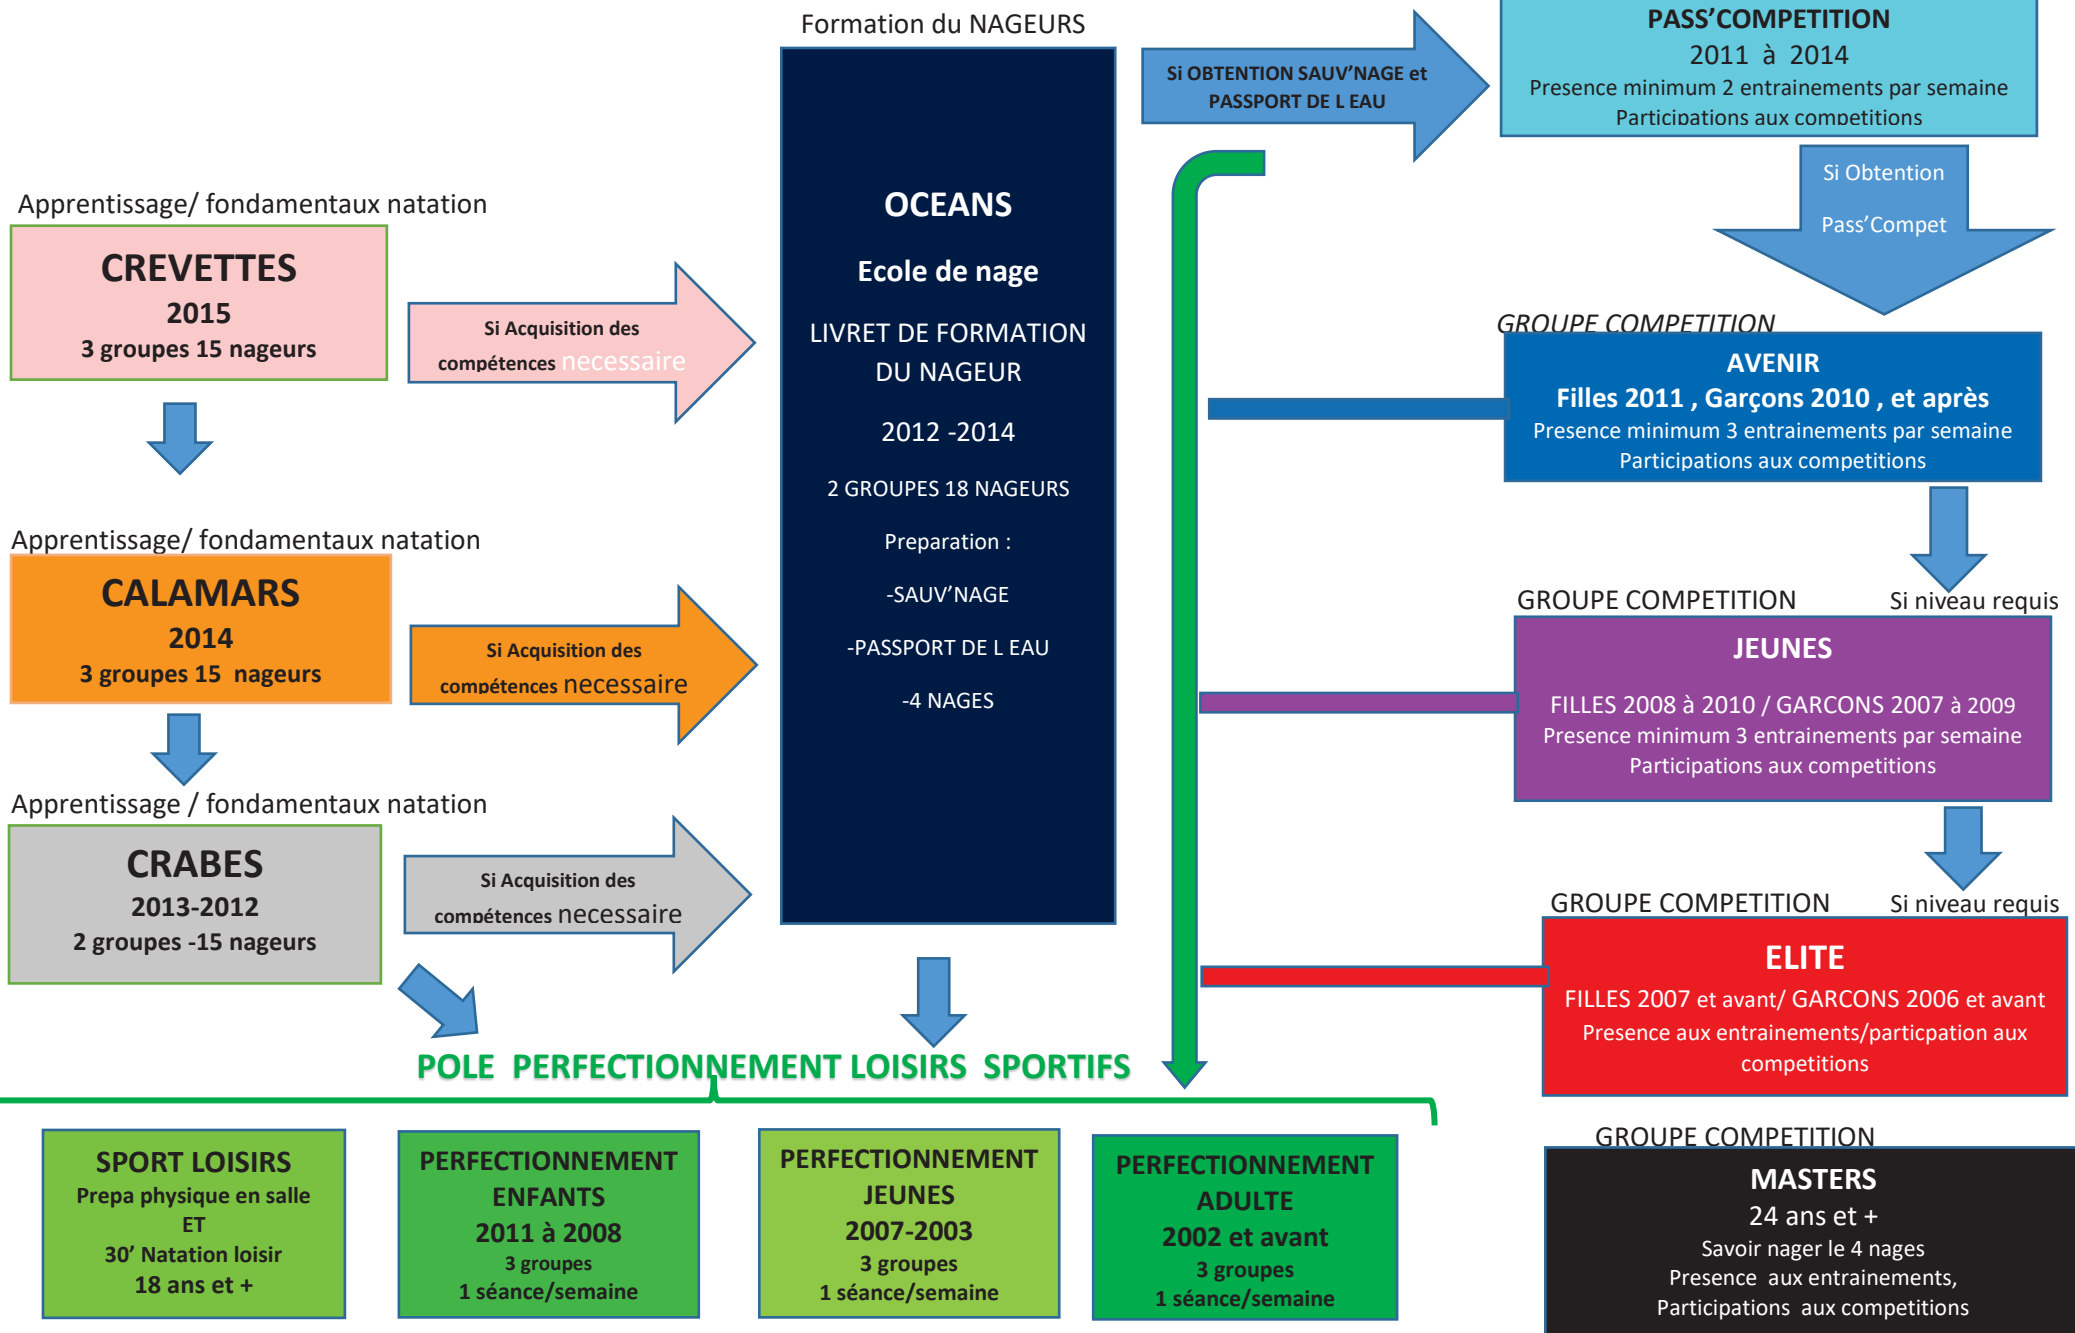 Formation du NAGEURS
OCEANS
Ecole de nage
LIVRET DE FORMATION
DU NAGEUR
2012 -2014
2 GROUPES 18 NAGEURS
Preparation :
-SAUV'NAGE
-PASSPORT DE L EAU
-4 NAGES
Apprentissage/ fondamentaux natation
CREVETTES
2015
3 groupes 15 nageurs
Si Acquisition des
compétences necessaire
Apprentissage/ fondamentaux natation
CALAMARS
2014
3 groupes 15  nageurs
Si Acquisition des
compétences necessaire
Apprentissage / fondamentaux natation
CRABES
2013-2012
2 groupes -15 nageurs
Si Acquisition des
compétences necessaire
Si OBTENTION SAUV'NAGE et
PASSPORT DE L EAU
PASS'COMPETITION
2011 à 2014
Presence minimum 2 entrainements par semaine
Participations aux competitions
Si Obtention
Pass'Compet
GROUPE COMPETITION
AVENIR
Filles 2011 , Garçons 2010 , et après
Presence minimum 3 entrainements par semaine
Participations aux competitions
GROUPE COMPETITION
Si niveau requis
JEUNES
FILLES 2008 à 2010 / GARCONS 2007 à 2009
Presence minimum 3 entrainements par semaine
Participations aux competitions
GROUPE COMPETITION
Si niveau requis
ELITE
FILLES 2007 et avant/ GARCONS 2006 et avant
Presence aux entrainements/particpation aux
competitions
POLE PERFECTIONNEMENT LOISIRS SPORTIFS
SPORT LOISIRS
Prepa physique en salle
ET
30' Natation loisir
18 ans et +
PERFECTIONNEMENT
ENFANTS
2011 à 2008
3 groupes
1 séance/semaine
PERFECTIONNEMENT
JEUNES
2007-2003
3 groupes
1 séance/semaine
PERFECTIONNEMENT
ADULTE
2002 et avant
3 groupes
1 séance/semaine
GROUPE COMPETITION
MASTERS
24 ans et +
Savoir nager le 4 nages
Presence aux entrainements,
Participations aux competitions